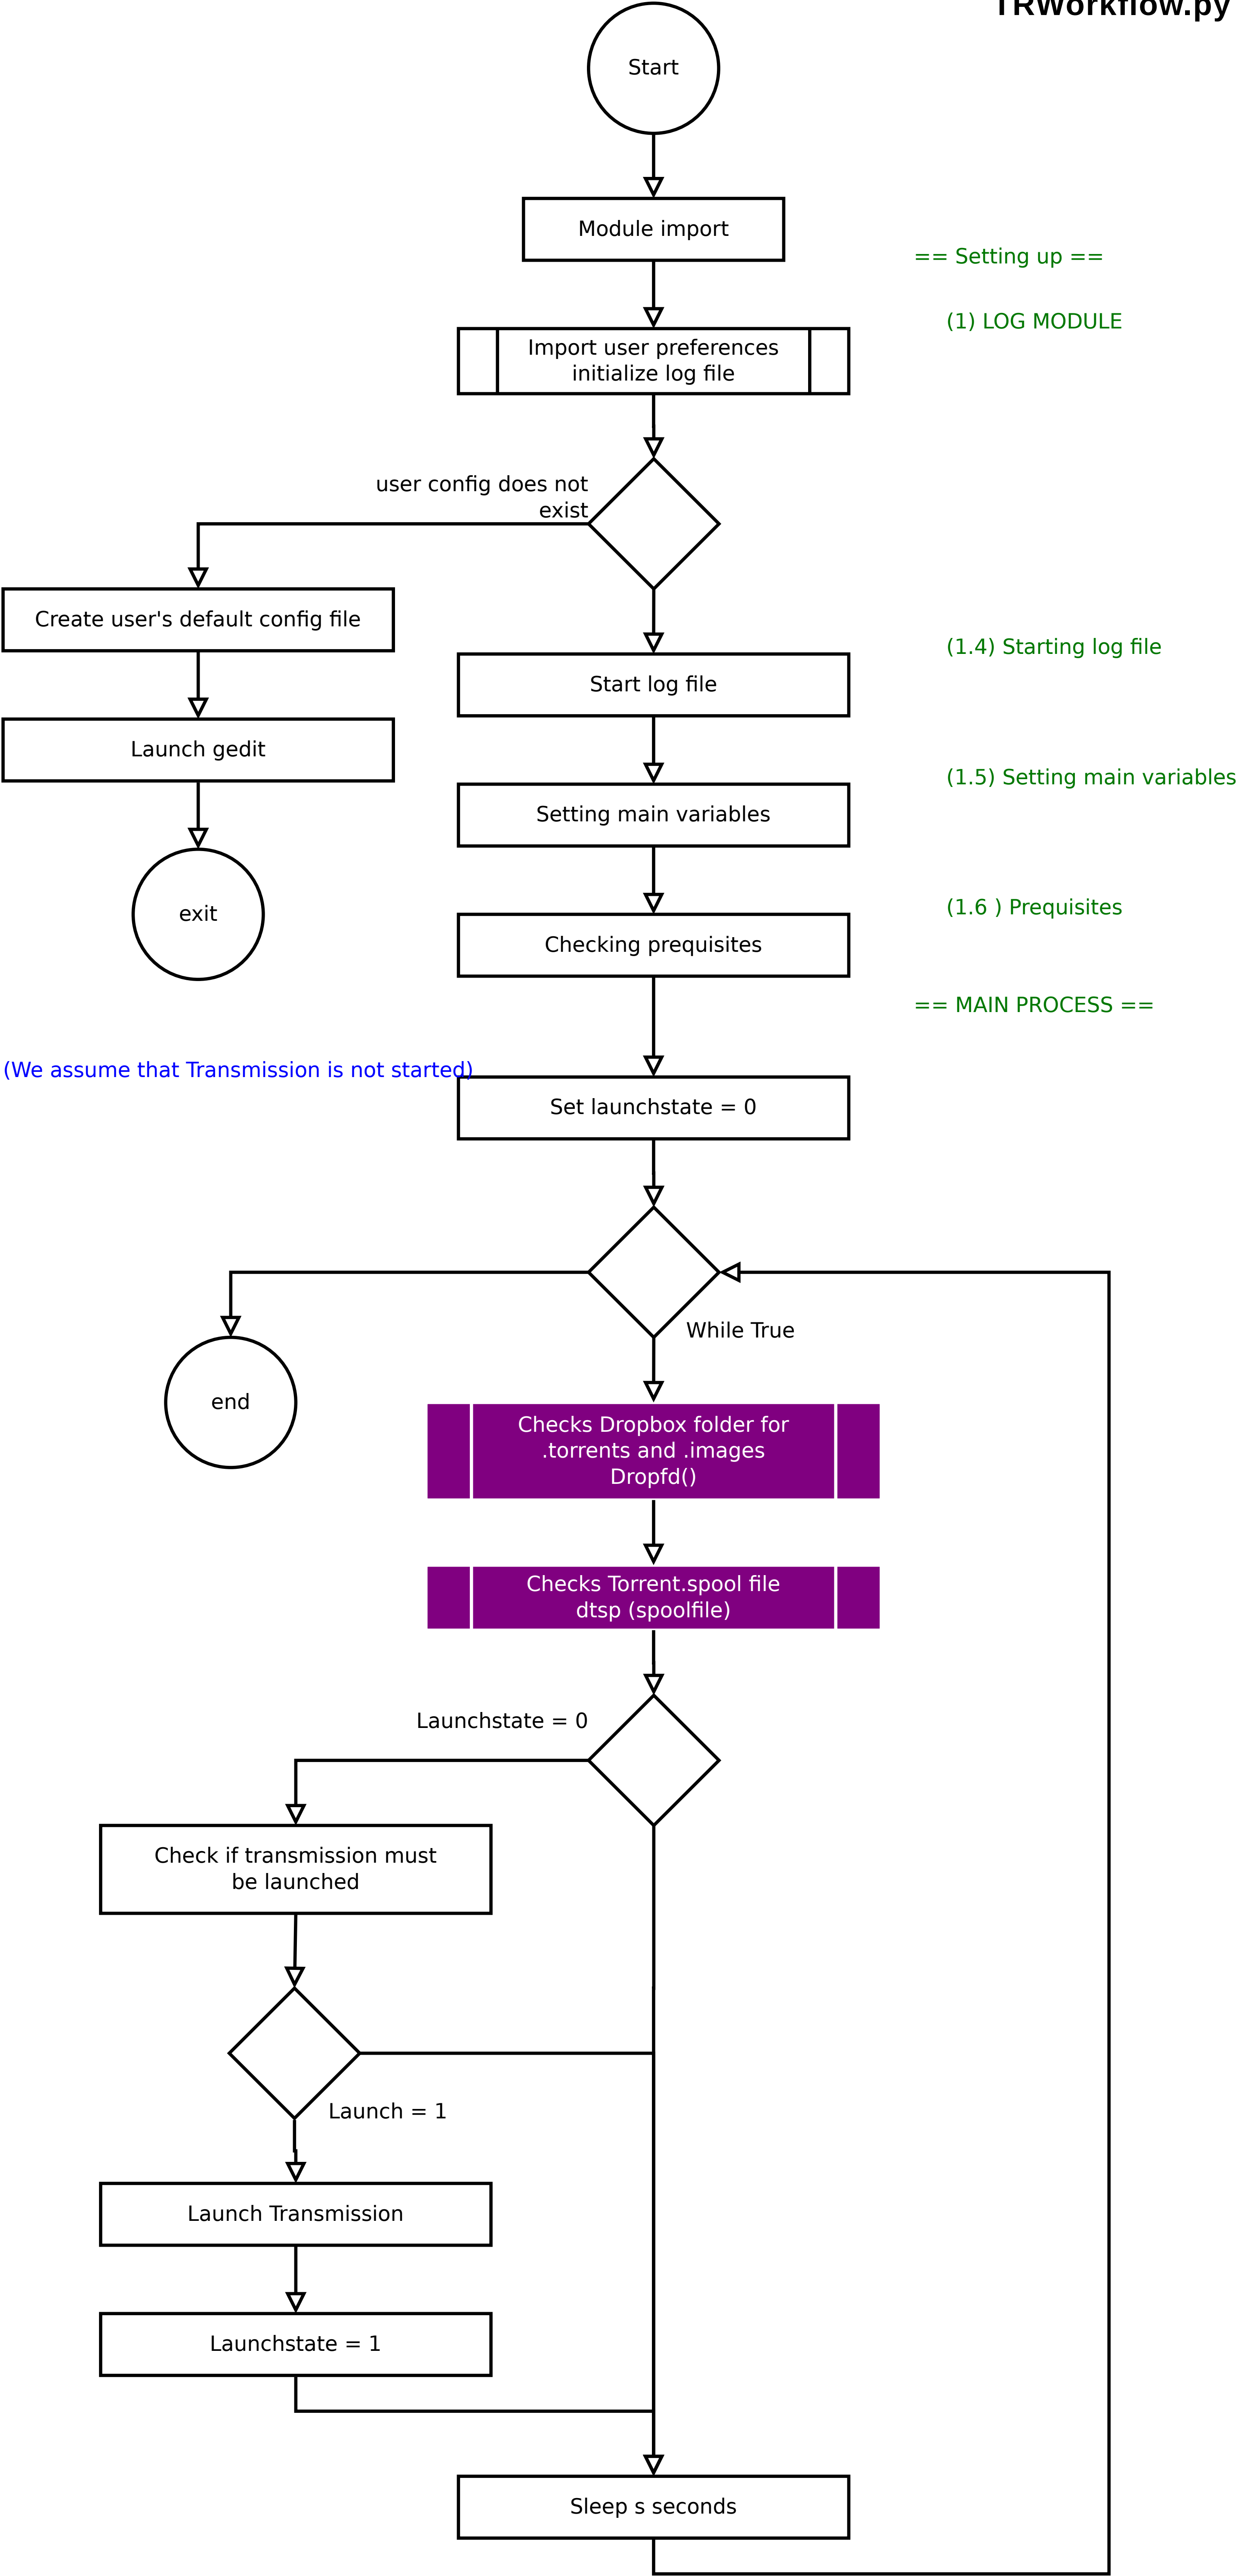 TRWorkflow.py
Start
Module import
== Setting up ==
(1) LOG MODULE
Import user preferences
initialize log file
user config does not
exist
Create user's default config file
(1.4) Starting log file
Start log file
Launch gedit
(1.5) Setting main variables
Setting main variables
exit
(1.6 ) Prequisites
Checking prequisites
== MAIN PROCESS ==
(We assume that Transmission is not started)
Set launchstate = 0
While True
end
Checks Dropbox folder for
.torrents and .images
Dropfd()
Checks Torrent.spool file
dtsp (spoolfile)
Launchstate = 0
Check if transmission must
be launched
Launch = 1
Launch Transmission
Launchstate = 1
Sleep s seconds